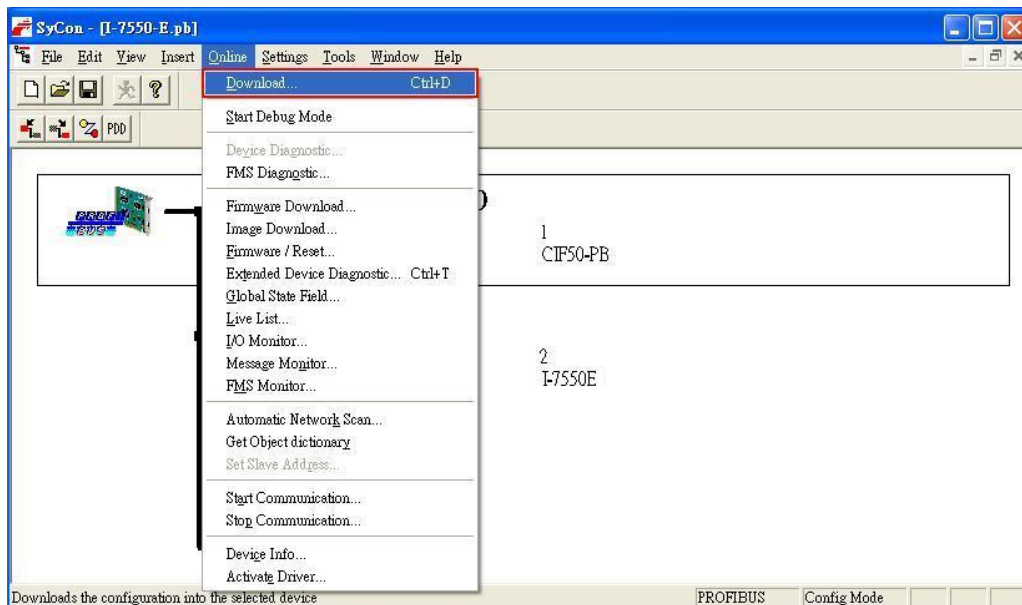 SyCon - [I-7550-E.pb]
File Edit View Insert Online Settings Tools Window Help
Download... Ctrl+D
Start Debug Mode
PDD
Device Diagnostic...
FMS Diagnostic...
Firmware Download...
Image Download...
Firmware / Reset...
Extended Device Diagnostic... Ctrl+T
Global State Field...
Live List...
I/O Monitor...
Message Monitor...
FMS Monitor...
Automatic Network Scan...
Get Object dictionary
Set Slave Address...
Start Communication...
Stop Communication...
Device Info...
Activate Driver...
1
CIF50-PB
2
I-7550E
Downloads the configuration into the selected device PROFIBUS Config Mode